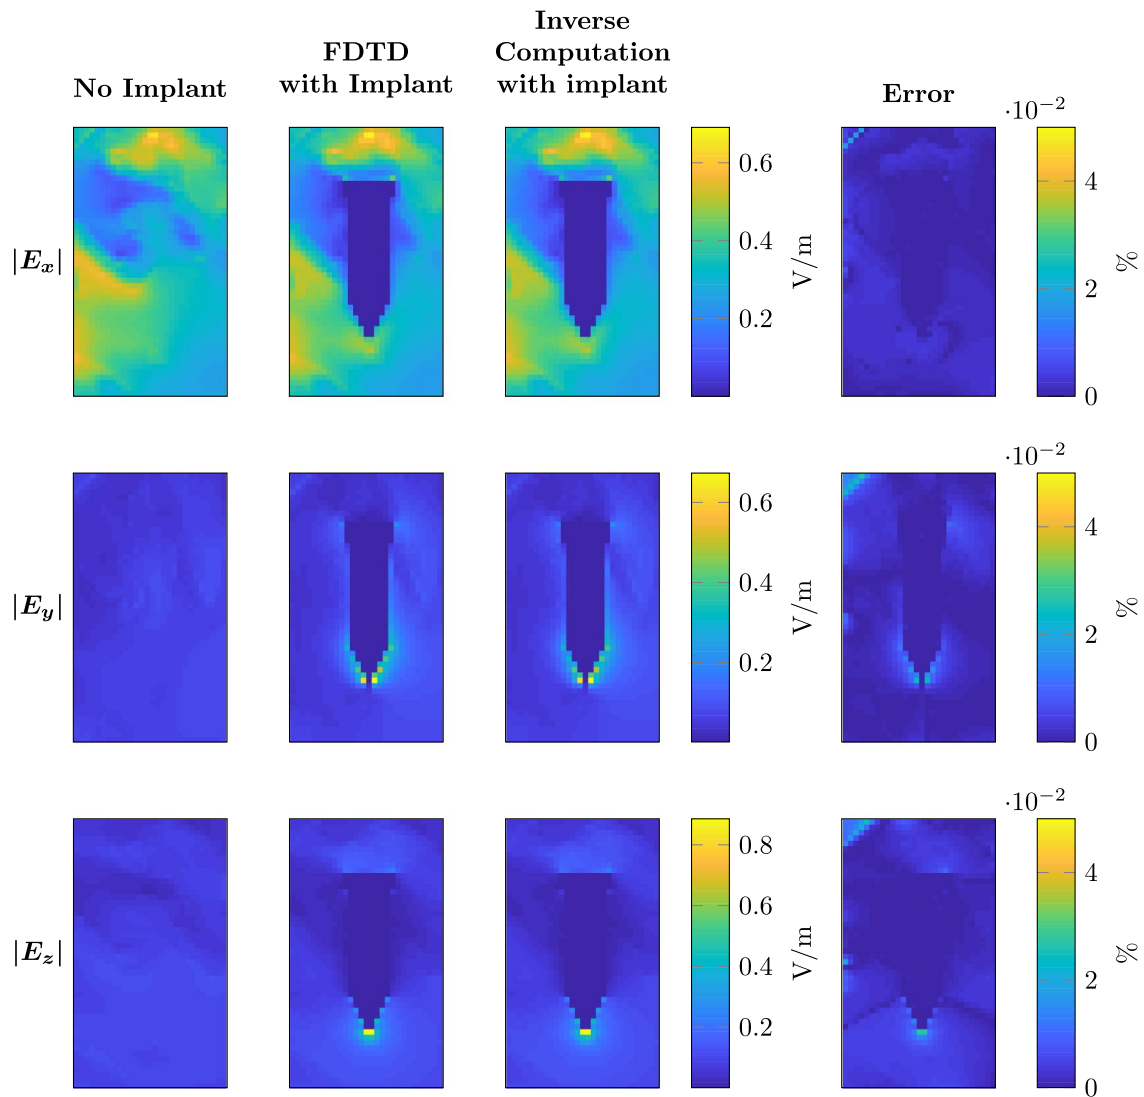 No Implant
FDTD
with Implant
Inverse
Computation
with implant
Error
|Eₓ|
0.6
0.4
0.2
V/m
·10⁻²
4
2
0
%
|E_y|
0.6
0.4
0.2
V/m
·10⁻²
4
2
0
%
|E_z|
0.8
0.6
0.4
0.2
V/m
·10⁻²
4
2
0
%